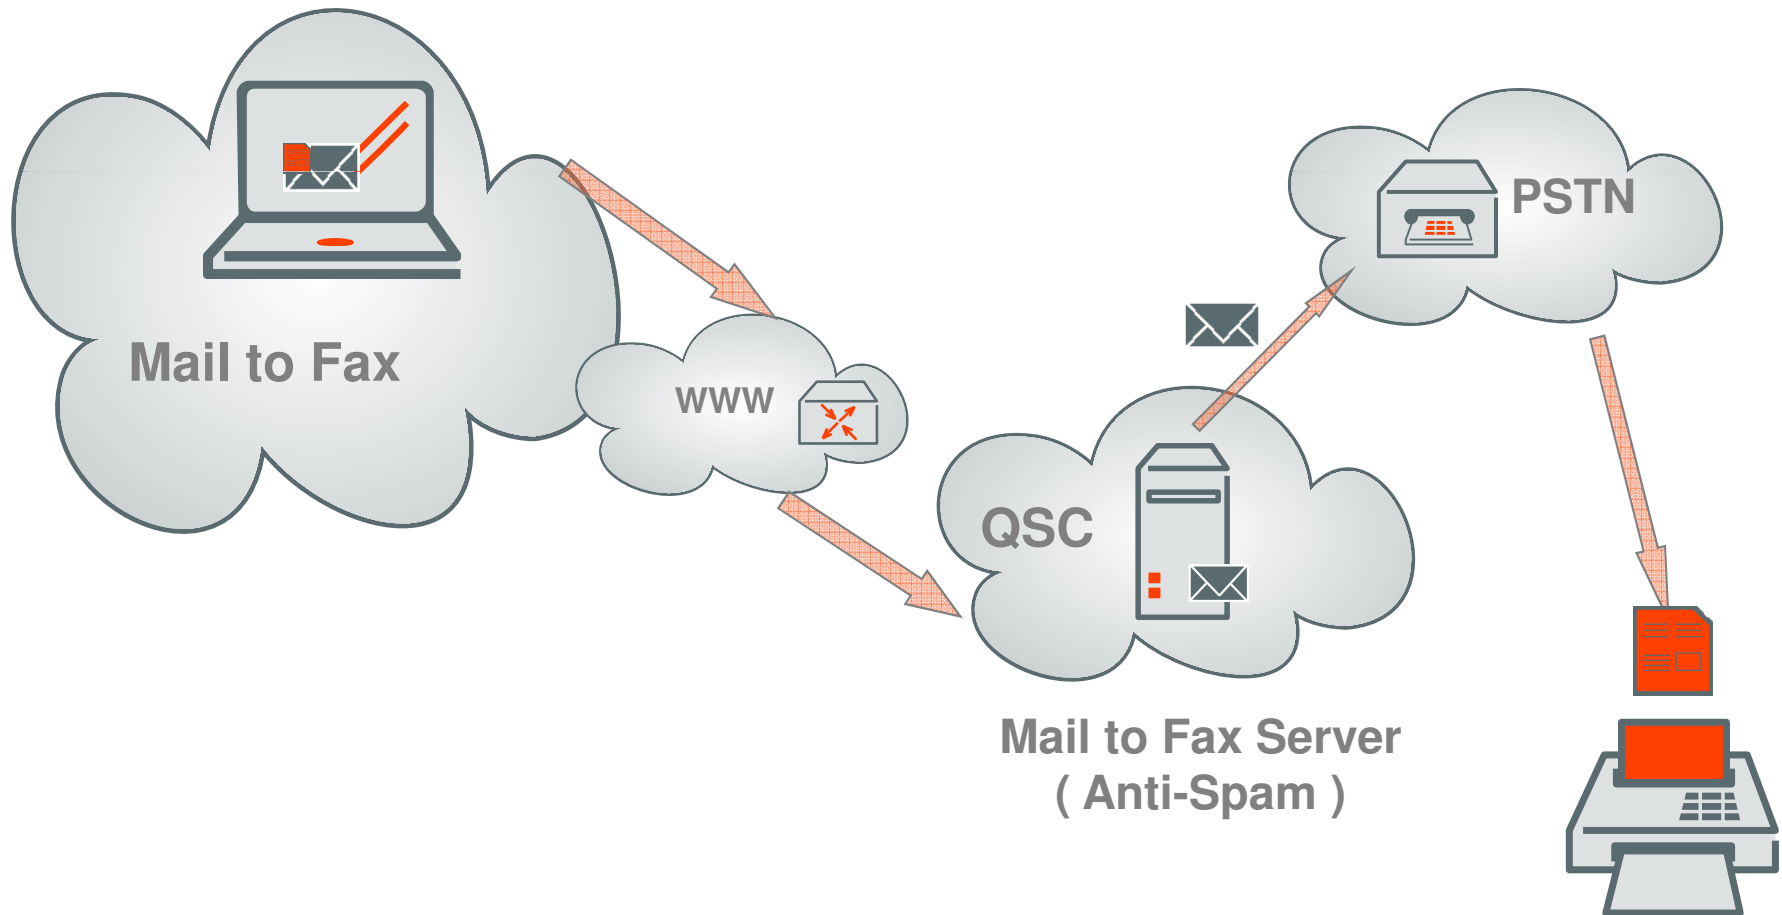 Mail to Fax
WWW
QSC
PSTN
Mail to Fax Server
( Anti-Spam )